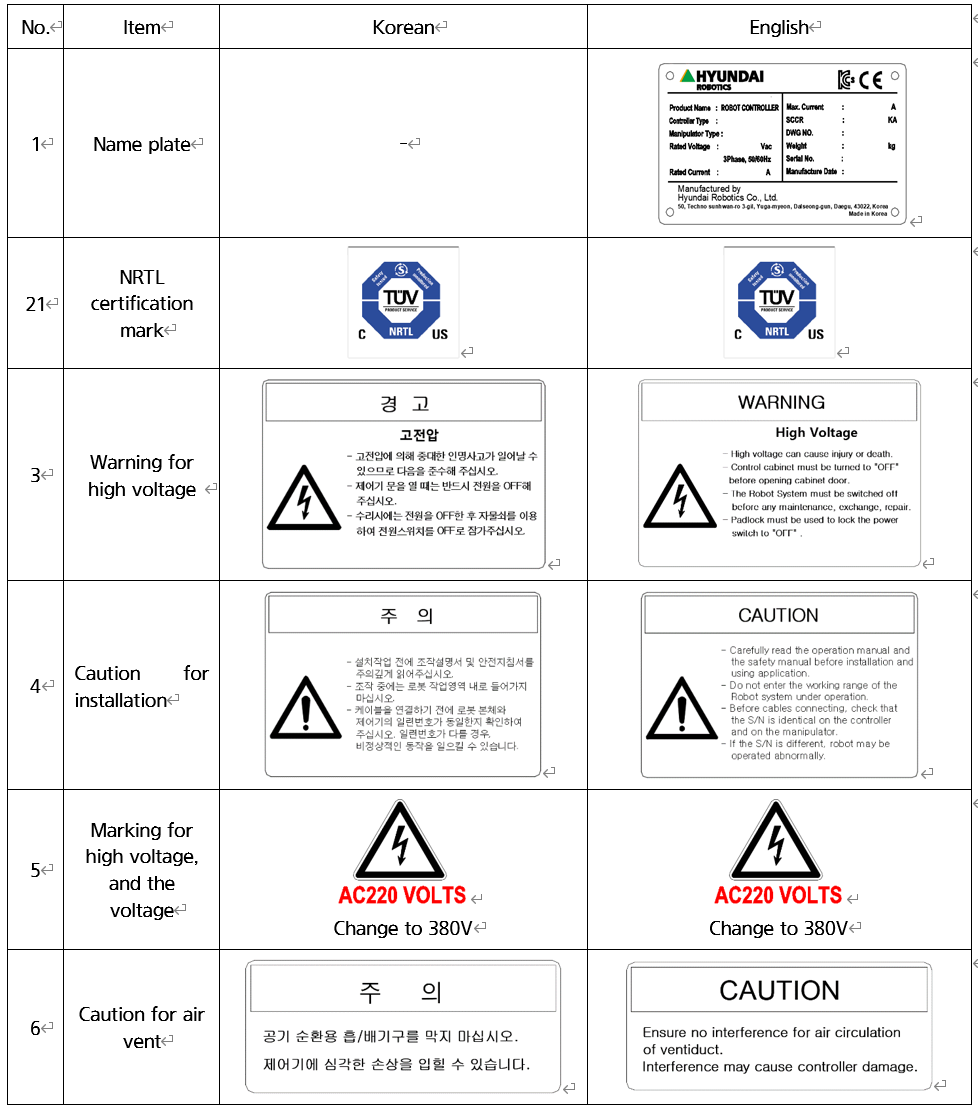 No. Item Korean English
1 Name plate -
HYUNDAI
ROBOTICS
CE
Product Name : ROBOT CONTROLLER Max. Current : A
Controller Type : SCCR : KA
Manipulator Type : DWG NO. :
Rated Voltage : Vac Weight : kg
3Phase, 50/60Hz Serial No. :
Rated Current : A Manufacture Date :
Manufactured by
Hyundai Robotics Co., Ltd.
50, Techno sunhwan-ro 3-gil, Yuga-myeon, Dalseong-gun, Daegu, 43022, Korea
Made in Korea
21 NRTL
certification
mark
Safety tested
S
Production monitored
TÜV
PRODUCT SERVICE
NRTL
C US
Safety tested
S
Production monitored
TÜV
PRODUCT SERVICE
NRTL
C US
3 Warning for
high voltage
경 고
고전압
- 고전압에 의해 중대한 인명사고가 일어날 수
있으므로 다음을 준수해 주십시오.
- 제어기 문을 열 때는 반드시 전원을 OFF해
주십시오.
- 수리시에는 전원을 OFF한 후 자물쇠를 이용
하여 전원스위치를 OFF로 잠가주십시오.
WARNING
High Voltage
- High voltage can cause injury or death.
- Control cabinet must be turned to "OFF"
before opening cabinet door.
- The Robot System must be switched off
before any maintenance, exchange, repair.
- Padlock must be used to lock the power
switch to "OFF" .
4 Caution for
installation
주 의
- 설치작업 전에 조작설명서 및 안전지침서를
주의깊게 읽어주십시오.
- 조작 중에는 로봇 작업영역 내로 들어가지
마십시오.
- 케이블을 연결하기 전에 로봇 본체와
제어기의 일련번호가 동일한지 확인하여
주십시오. 일련번호가 다를 경우,
비정상적인 동작을 일으킬 수 있습니다.
CAUTION
- Carefully read the operation manual and
the safety manual before installation and
using application.
- Do not enter the working range of the
Robot system under operation.
- Before cables connecting, check that
the S/N is identical on the controller
and on the manipulator.
- If the S/N is different, robot may be
operated abnormally.
5 Marking for
high voltage,
and the
voltage
AC220 VOLTS
Change to 380V
AC220 VOLTS
Change to 380V
6 Caution for air
vent
주 의
공기 순환용 흡/배기구를 막지 마십시오.
제어기에 심각한 손상을 입힐 수 있습니다.
CAUTION
Ensure no interference for air circulation
of ventiduct.
Interference may cause controller damage.